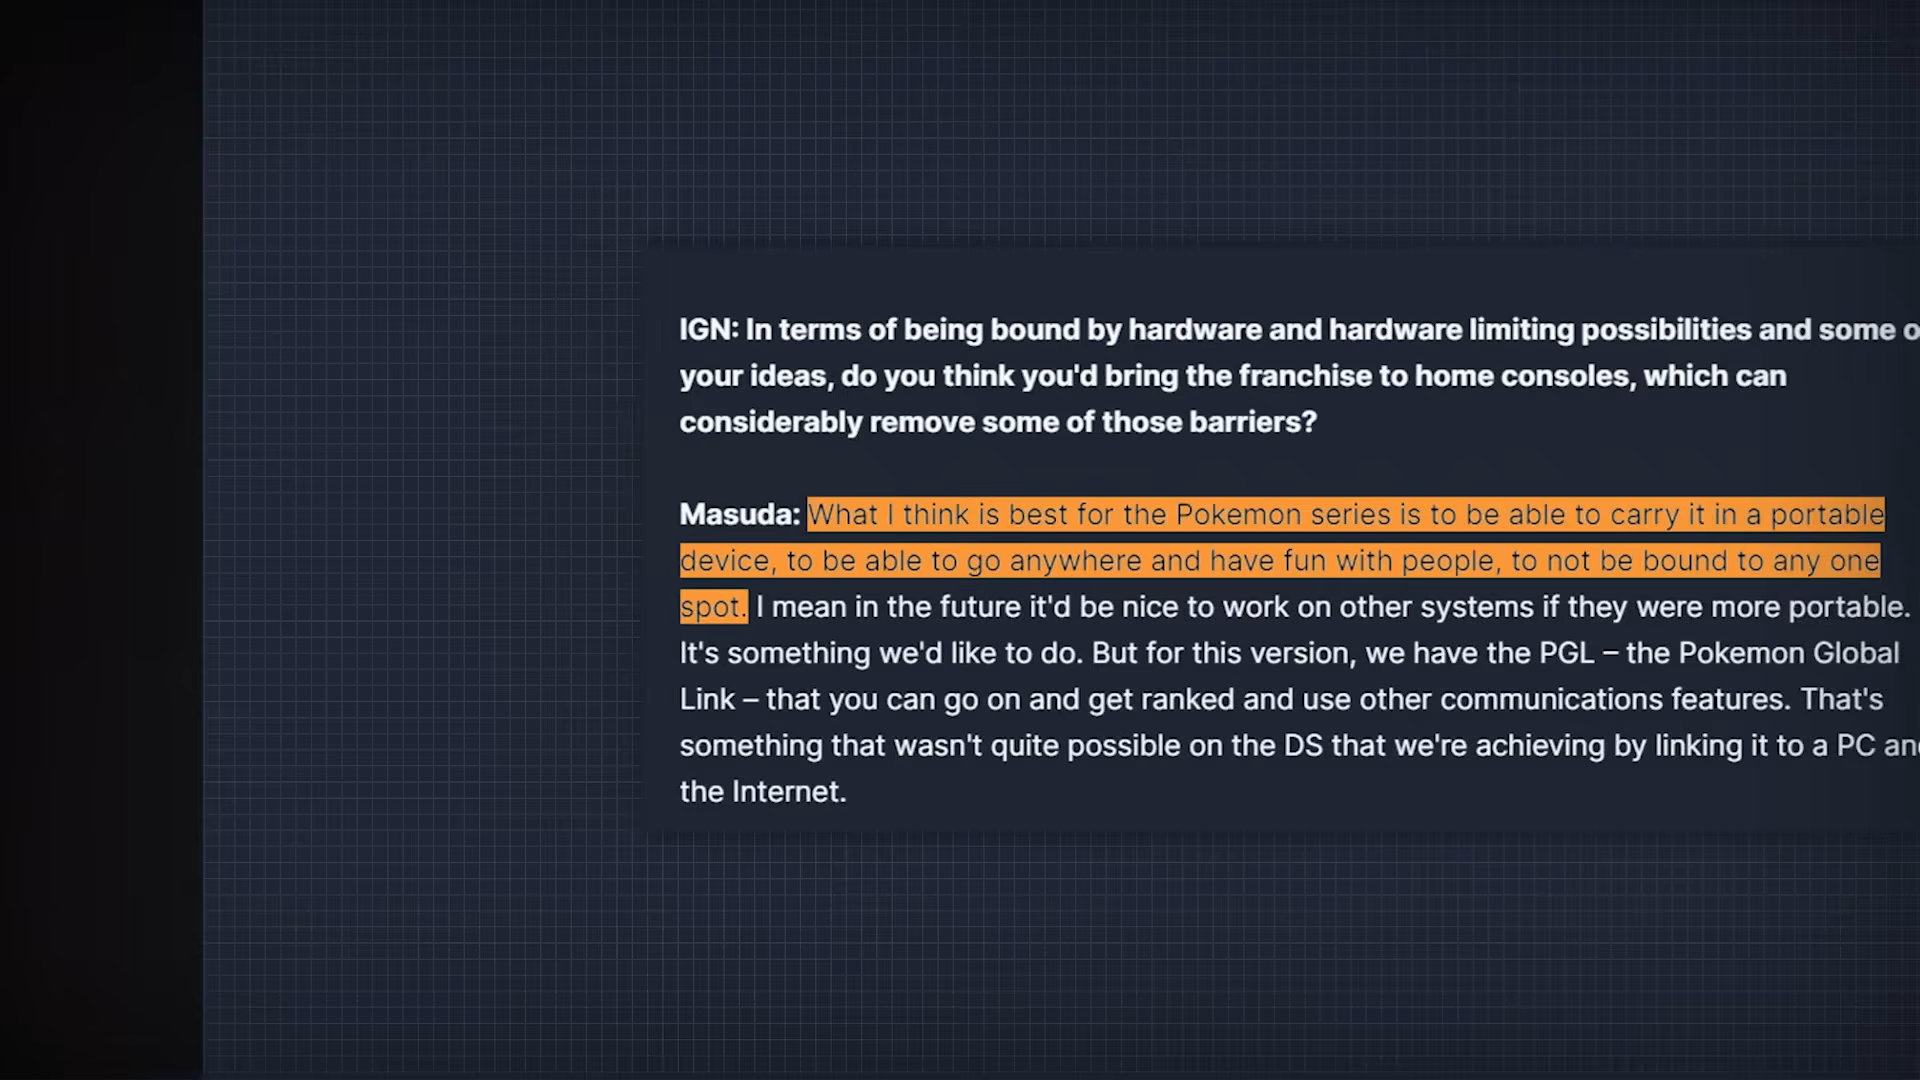 IGN: In terms of being bound by hardware and hardware limiting possibilities and some
your ideas, do you think you'd bring the franchise to home consoles, which can
considerably remove some of those barriers?
Masuda: What I think is best for the Pokemon series is to be able to carry it in a portable
device, to be able to go anywhere and have fun with people, to not be bound to any one
spot. I mean in the future it'd be nice to work on other systems if they were more portable.
It's something we'd like to do. But for this version, we have the PGL – the Pokemon Global
Link – that you can go on and get ranked and use other communications features. That's
something that wasn't quite possible on the DS that we're achieving by linking it to a PC
the Internet.